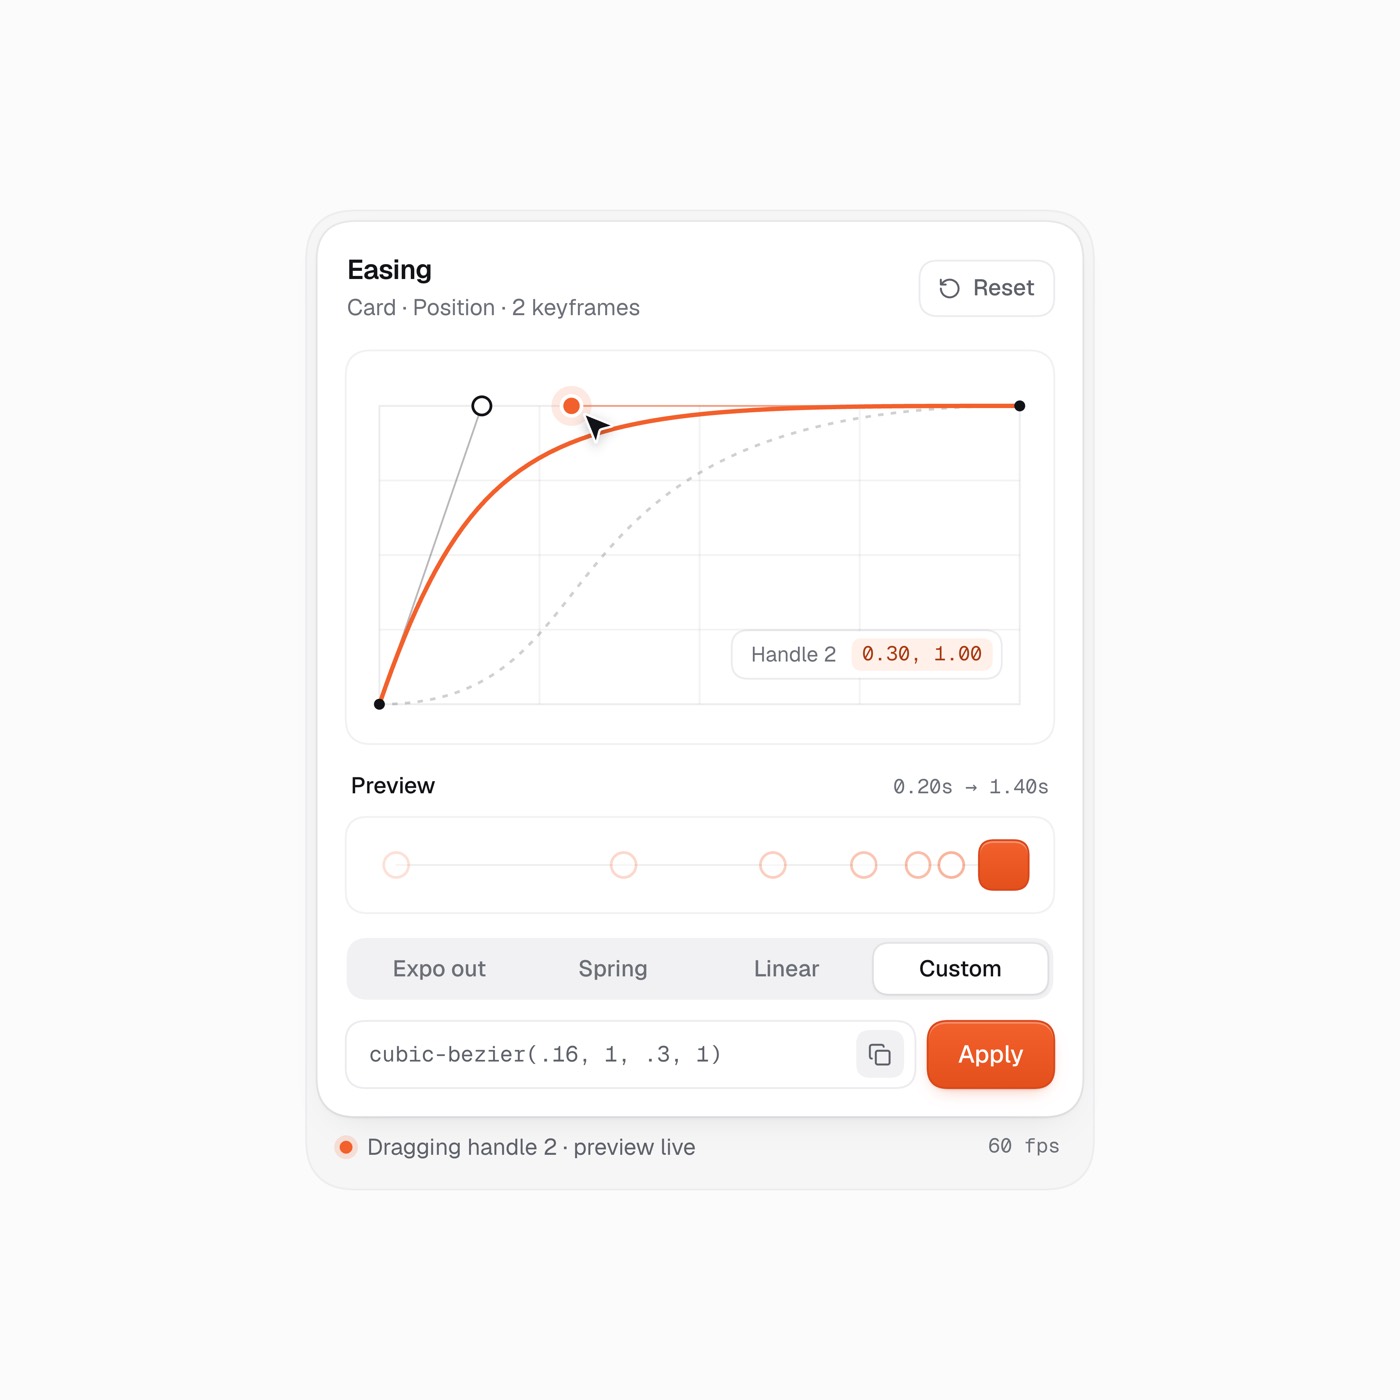 Easing
Card · Position · 2 keyframes
Reset
Handle 2 0.30, 1.00
Preview
0.20s → 1.40s
Expo out
Spring
Linear
Custom
cubic-bezier(.16, 1, .3, 1)
Apply
Dragging handle 2 · preview live
60 fps